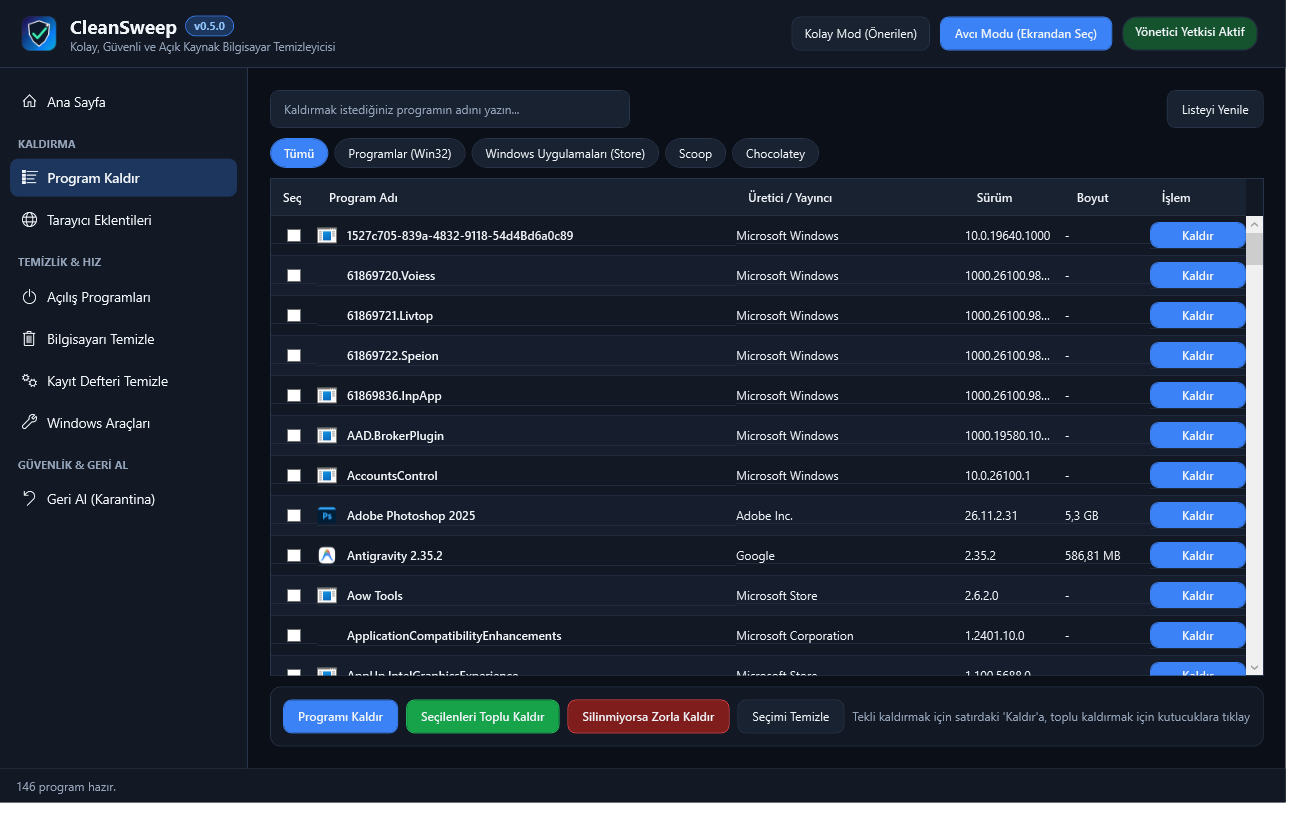 CleanSweep v0.5.0
Kolay, Güvenli ve Açık Kaynak Bilgisayar Temizleyicisi
Kolay Mod (Önerilen)
Avcı Modu (Ekrandan Seç)
Yönetici Yetkisi Aktif
Ana Sayfa
KALDIRMA
Program Kaldır
Tarayıcı Eklentileri
TEMİZLİK & HIZ
Açılış Programları
Bilgisayarı Temizle
Kayıt Defteri Temizle
Windows Araçları
GÜVENLİK & GERİ AL
Geri Al (Karantina)
Kaldırmak istediğiniz programın adını yazın...
Listeyi Yenile
Tümü
Programlar (Win32)
Windows Uygulamaları (Store)
Scoop
Chocolatey
Seç Program Adı Üretici / Yayıncı Sürüm Boyut İşlem
1527c705-839a-4832-9118-54d4Bd6a0c89 Microsoft Windows 10.0.19640.1000 - Kaldır
61869720.Voiess Microsoft Windows 1000.26100.98... - Kaldır
61869721.Livtop Microsoft Windows 1000.26100.98... - Kaldır
61869722.Speion Microsoft Windows 1000.26100.98... - Kaldır
61869836.InpApp Microsoft Windows 1000.26100.98... - Kaldır
AAD.BrokerPlugin Microsoft Windows 1000.19580.10... - Kaldır
AccountsControl Microsoft Windows 10.0.26100.1 - Kaldır
Ps Adobe Photoshop 2025 Adobe Inc. 26.11.2.31 5,3 GB Kaldır
Antigravity 2.35.2 Google 2.35.2 586,81 MB Kaldır
Aow Tools Microsoft Store 2.6.2.0 - Kaldır
ApplicationCompatibilityEnhancements Microsoft Corporation 1.2401.10.0 - Kaldır
AppUp.IntelGraphicsExperience Microsoft Store 1.100.5688.0 Kaldır
Programı Kaldır
Seçilenleri Toplu Kaldır
Silinmiyorsa Zorla Kaldır
Seçimi Temizle
Tekli kaldırmak için satırdaki 'Kaldır'a, toplu kaldırmak için kutucuklara tıklay
146 program hazır.